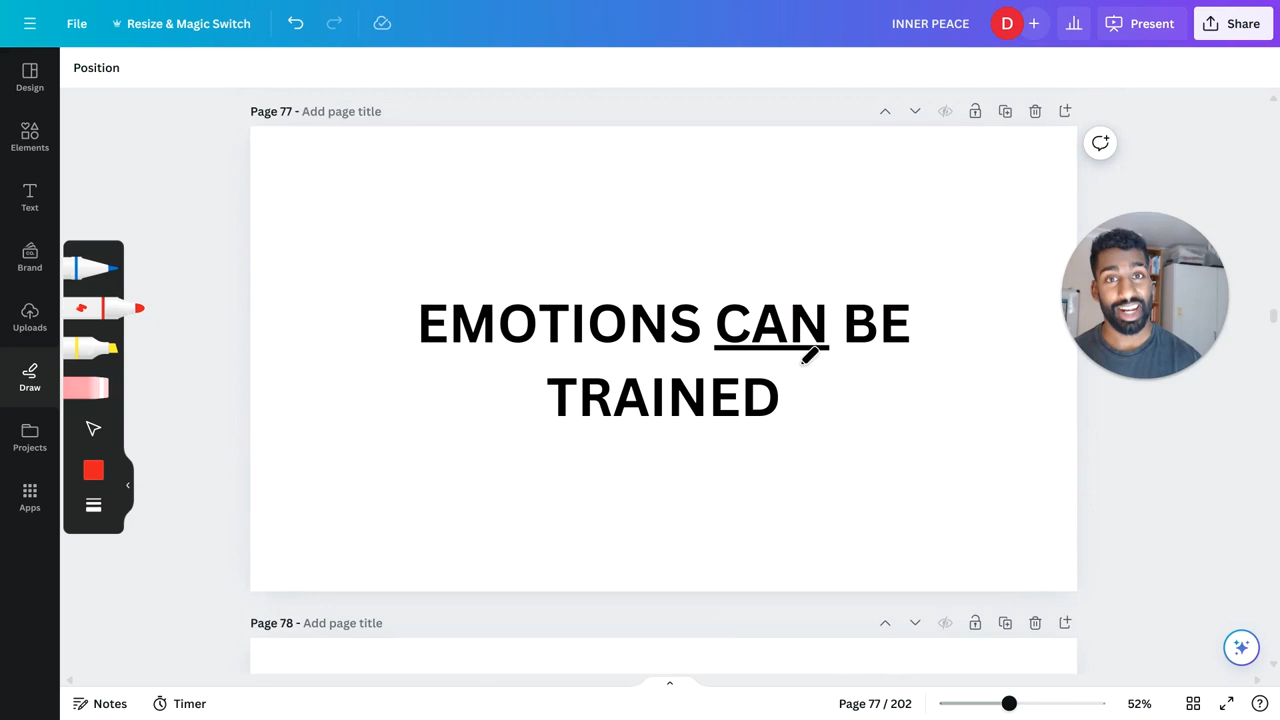 File
Resize & Magic Switch
INNER PEACE
D
+
Present
Share
Position
Design
Elements
Text
Brand
Uploads
Draw
Projects
Apps
Page 77 - Add page title
EMOTIONS CAN BE
TRAINED
Page 78 - Add page title
Notes
Timer
Page 77 / 202
52%
?